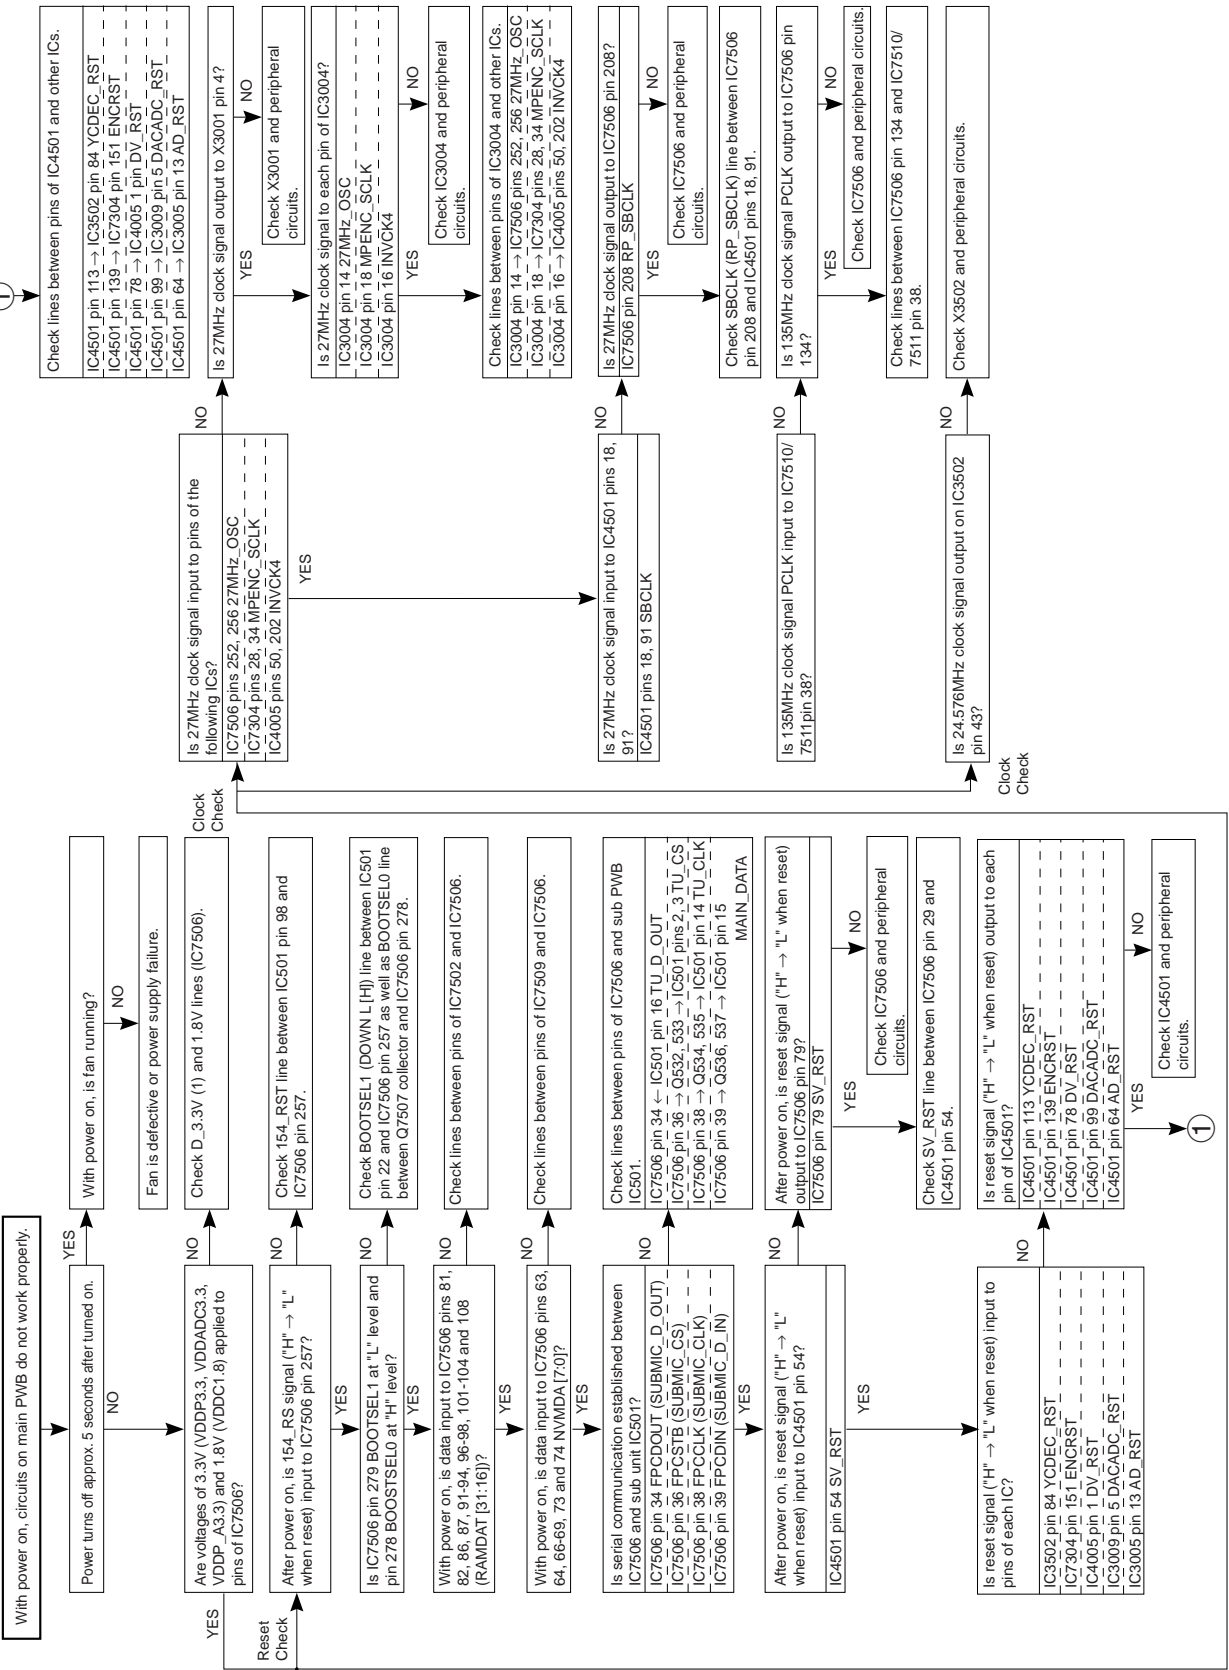 With power on, circuits on main PWB do not work properly.
Power turns off approx. 5 seconds after turned on.
YES
With power on, is fan running?
NO
Fan is defective or power supply failure.
NO
Are voltages of 3.3V (VDDP3.3, VDDADC3.3,
VDDP_A3.3) and 1.8V (VDDC1.8) applied to
pins of IC7506?
NO
Check D_3.3V (1) and 1.8V lines (IC7506).
YES
Reset
Check
After power on, is 154_RS signal ("H" → "L"
when reset) input to IC7506 pin 257?
NO
Check 154_RST line between IC501 pin 98 and
IC7506 pin 257.
YES
Is IC7506 pin 279 BOOTSEL1 at "L" level and
pin 278 BOOSTSEL0 at "H" level?
NO
Check BOOTSEL1 (DOWN L [H]) line between IC501
pin 22 and IC7506 pin 257 as well as BOOTSEL0 line
between Q7507 collector and IC7506 pin 278.
YES
With power on, is data input to IC7506 pins 81,
82, 86, 87, 91-94, 96-98, 101-104 and 108
(RAMDAT [31:16])?
NO
Check lines between pins of IC7502 and IC7506.
YES
With power on, is data input to IC7506 pins 63,
64, 66-69, 73 and 74 NVMDA [7:0]?
NO
Check lines between pins of IC7509 and IC7506.
YES
Is serial communication established between
IC7506 and sub unit IC501?
IC7506 pin 34 FPCDOUT (SUBMIC_D_OUT)
IC7506 pin 36 FPCSTB (SUBMIC_CS)
IC7506 pin 38 FPCCLK (SUBMIC_CLK)
IC7506 pin 39 FPCDIN (SUBMIC_D_IN)
NO
Check lines between pins of IC7506 and sub PWB
IC501.
IC7506 pin 34 ← IC501 pin 16 TU_D_OUT
IC7506 pin 36 → Q532, 533 → IC501 pins 2, 3 TU_CS
IC7506 pin 38 → Q534, 535 → IC501 pin 14 TU_CLK
IC7506 pin 39 → Q536, 537 → IC501 pin 15
MAIN_DATA
YES
After power on, is reset signal ("H" → "L"
when reset) input to IC4501 pin 54?
IC4501 pin 54 SV_RST
NO
After power on, is reset signal ("H" → "L" when reset)
output to IC7506 pin 79?
IC7506 pin 79 SV_RST
NO
Check IC7506 and peripheral
circuits.
YES
Check SV_RST line between IC7506 pin 29 and
IC4501 pin 54.
YES
Is reset signal ("H" → "L" when reset) input to
pins of each IC?
IC3502 pin 84 YCDEC_RST
IC7304 pin 151 ENCRST
IC4005 pin 1 DV_RST
IC3009 pin 5 DACADC_RST
IC3005 pin 13 AD_RST
NO
Is reset signal ("H" → "L" when reset) output to each
pin of IC4501?
IC4501 pin 113 YCDEC_RST
IC4501 pin 139 ENCRST
IC4501 pin 78 DV_RST
IC4501 pin 99 DACADC_RST
IC4501 pin 64 AD_RST
NO
Check IC4501 and peripheral
circuits.
YES
1
Clock
Check
Is 27MHz clock signal input to pins of the
following ICs?
IC7506 pins 252, 256 27MHz_OSC
IC7304 pins 28, 34 MPENC_SCLK
IC4005 pins 50, 202 INVCK4
NO
YES
Is 27MHz clock signal input to IC4501 pins 18,
91?
IC4501 pins 18, 91 SBCLK
NO
Is 135MHz clock signal PCLK input to IC7510/
7511pin 38?
NO
Is 24.576MHz clock signal output on IC3502
pin 43?
NO
Clock
Check
1
Check lines between pins of IC4501 and other ICs.
IC4501 pin 113 → IC3502 pin 84 YCDEC_RST
IC4501 pin 139 → IC7304 pin 151 ENCRST
IC4501 pin 78 → IC4005 1 pin DV_RST
IC4501 pin 99 → IC3009 pin 5 DACADC_RST
IC4501 pin 64 → IC3005 pin 13 AD_RST
Is 27MHz clock signal output to X3001 pin 4?
NO
Check X3001 and peripheral
circuits.
YES
Is 27MHz clock signal to each pin of IC3004?
IC3004 pin 14 27MHz_OSC
IC3004 pin 18 MPENC_SCLK
IC3004 pin 16 INVCK4
NO
Check IC3004 and peripheral
circuits.
YES
Check lines between pins of IC3004 and other ICs.
IC3004 pin 14 → IC7506 pins 252, 256 27MHz_OSC
IC3004 pin 18 → IC7304 pins 28, 34 MPENC_SCLK
IC3004 pin 16 → IC4005 pins 50, 202 INVCK4
Is 27MHz clock signal output to IC7506 pin 208?
IC7506 pin 208 RP_SBCLK
NO
Check IC7506 and peripheral
circuits.
YES
Check SBCLK (RP_SBCLK) line between IC7506
pin 208 and IC4501 pins 18, 91.
Is 135MHz clock signal PCLK output to IC7506 pin
134?
NO
Check IC7506 and peripheral circuits.
YES
Check lines between IC7506 pin 134 and IC7510/
7511 pin 38.
Check X3502 and peripheral circuits.